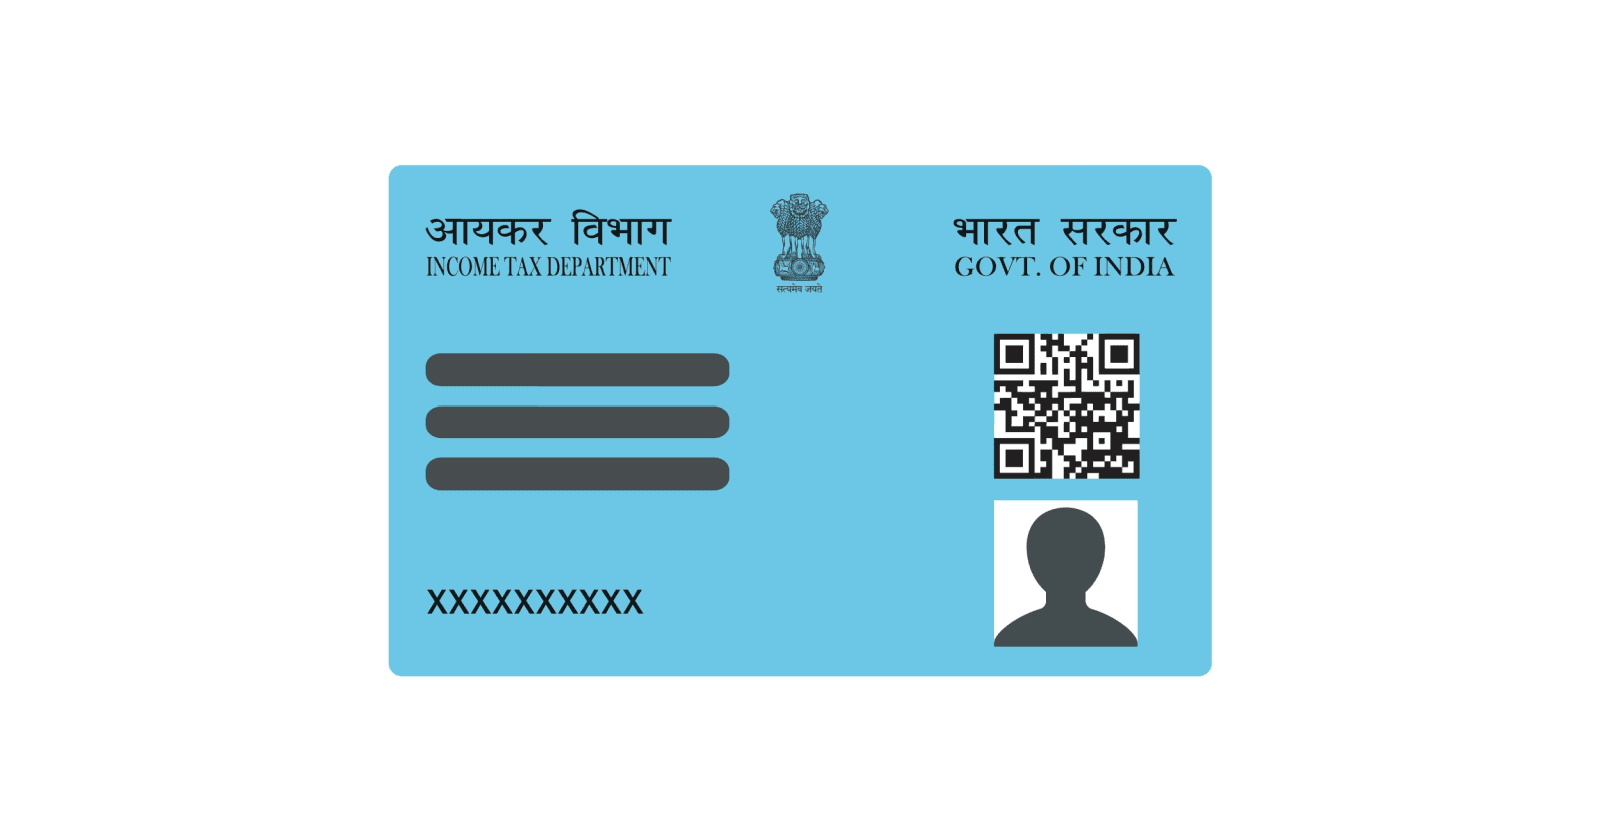 आयकर विभाग
INCOME TAX DEPARTMENT
सत्यमेव जयते
भारत सरकार
GOVT. OF INDIA
XXXXXXXXXX